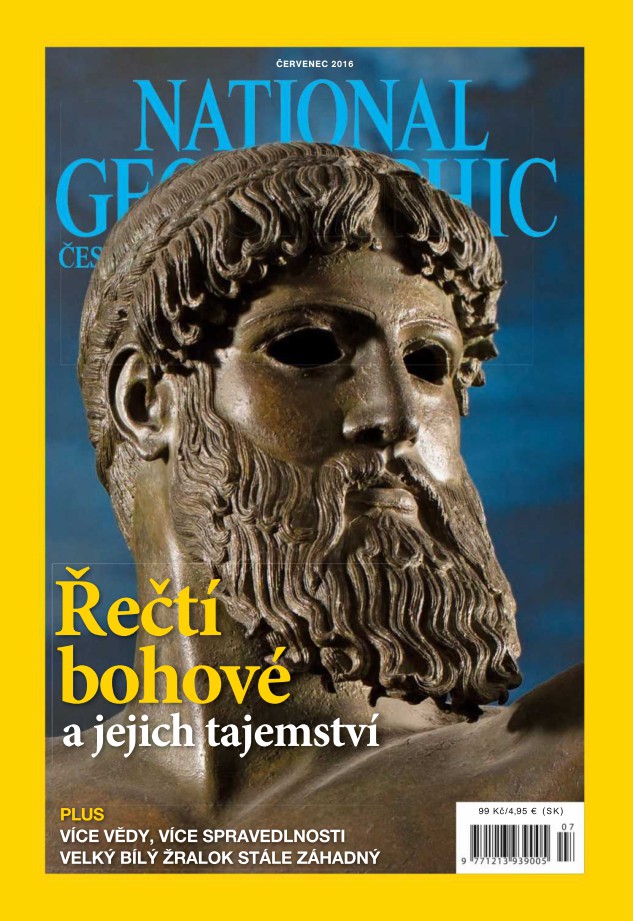 ČERVENEC 2016
NATIONAL
GEOGRAPHIC
Řečtí
bohové
a jejich tajemství
PLUS
VÍCE VĚDY, VÍCE SPRAVEDLNOSTI
VELKÝ BÍLÝ ŽRALOK STÁLE ZÁHADNÝ
99 Kč/4,95 € (SK)
07
9 771213 939005